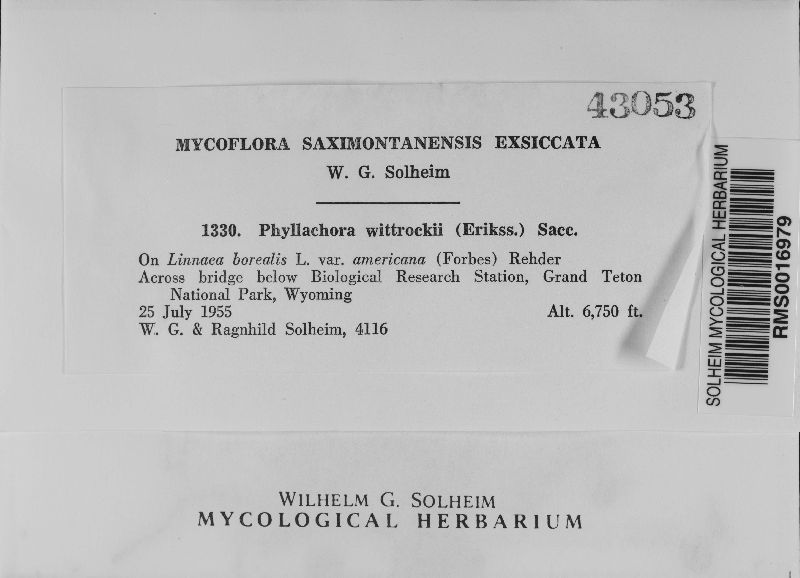 43053
MYCOFLORA SAXIMONTANENSIS EXSICCATA
W. G. Solheim
1330. Phyllachora wittrockii (Erikss.) Sacc.
On Linnaea borealis L. var. americana (Forbes) Rehder
Across bridge below Biological Research Station, Grand Teton
National Park, Wyoming
25 July 1955 Alt. 6,750 ft.
W. G. & Ragnhild Solheim, 4116
SOLHEIM MYCOLOGICAL HERBARIUM
RMS0016979
WILHELM G. SOLHEIM
MYCOLOGICAL HERBARIUM